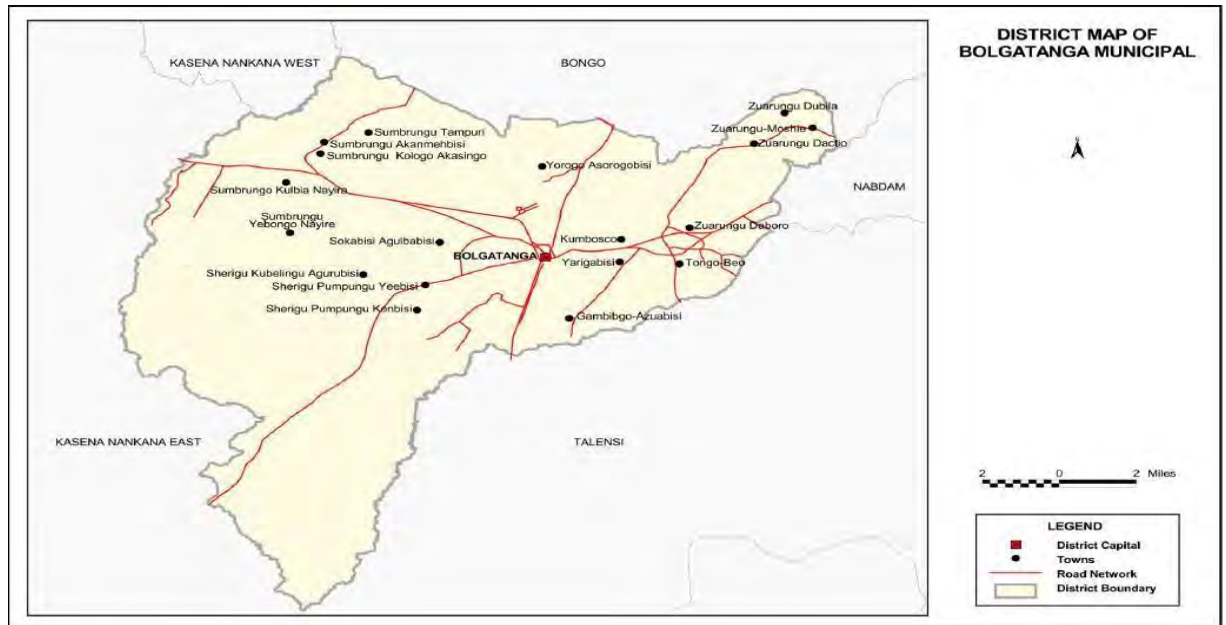 DISTRICT MAP OF
BOLGATANGA MUNICIPAL
KASENA NANKANA WEST
BONGO
Zuarungu Dubila
Zuarungu-Moshie
Zuarungu Dactio
Sumbrungu Tampuri
Sumbrungu Akanmehbisi
Sumbrungu Kologo Akasingo
Yorogo Asorogobisi
Sumbrungo Kulbia Nayira
NABDAM
Sumbrungu
Yebongo Nayire
Zuarungu Daboro
Sokabisi Agulbabisi
Kumbosco
BOLGATANGA
Yarigabisi
Tongo-Beo
Sherigu Kubelingu Agurubisi
Sherigu Pumpungu Yeebisi
Sherigu Pumpungu Kenbisi
Gambibgo-Azuabisi
KASENA NANKANA EAST
TALENSI
2 0 2 Miles
LEGEND
District Capital
Towns
Road Network
District Boundary